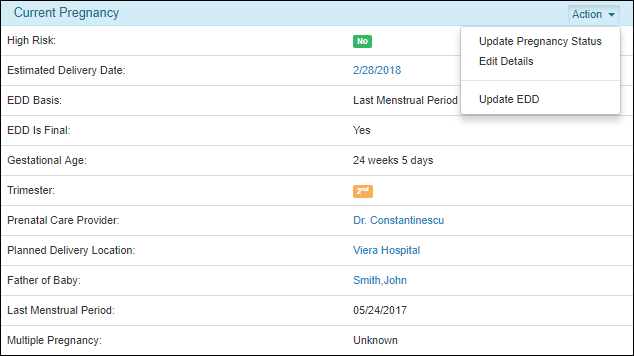 Current Pregnancy Action
High Risk: No
Update Pregnancy Status
Edit Details
Estimated Delivery Date: 2/28/2018
Update EDD
EDD Basis: Last Menstrual Period
EDD Is Final: Yes
Gestational Age: 24 weeks 5 days
Trimester: 2nd
Prenatal Care Provider: Dr. Constantinescu
Planned Delivery Location: Viera Hospital
Father of Baby: Smith,John
Last Menstrual Period: 05/24/2017
Multiple Pregnancy: Unknown